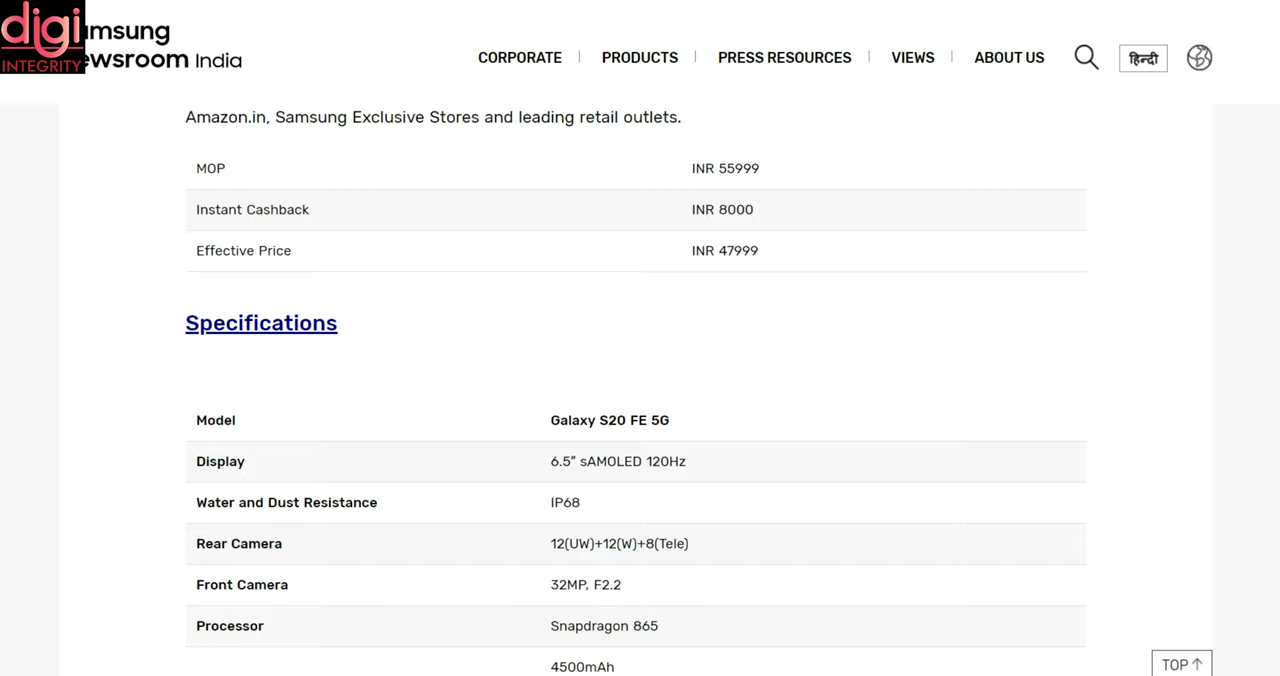 digi
INTEGRITY
amsung
ewsroom India
CORPORATE
PRODUCTS
PRESS RESOURCES
VIEWS
ABOUT US
हिन्दी
Amazon.in, Samsung Exclusive Stores and leading retail outlets.
MOP INR 55999
Instant Cashback INR 8000
Effective Price INR 47999
Specifications
Model Galaxy S20 FE 5G
Display 6.5” sAMOLED 120Hz
Water and Dust Resistance IP68
Rear Camera 12(UW)+12(W)+8(Tele)
Front Camera 32MP, F2.2
Processor Snapdragon 865
4500mAh
TOP